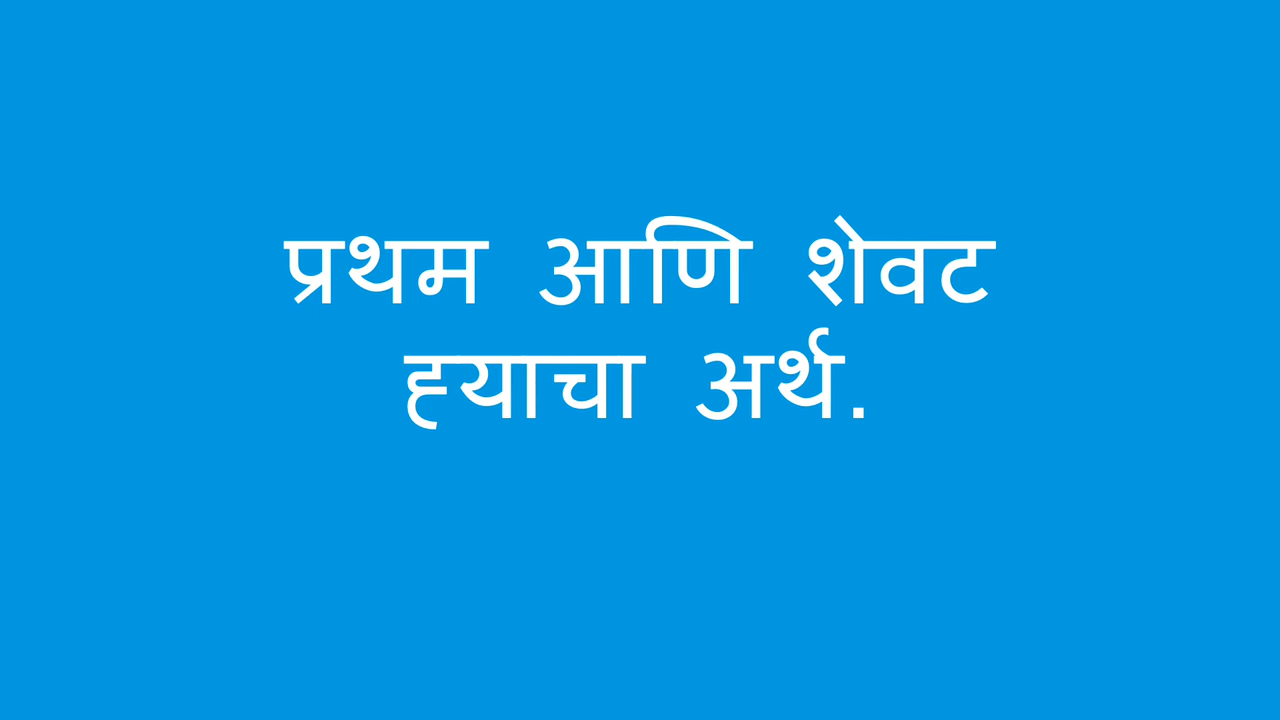 प्रथम आणि शेवट
ह्याचा अर्थ.